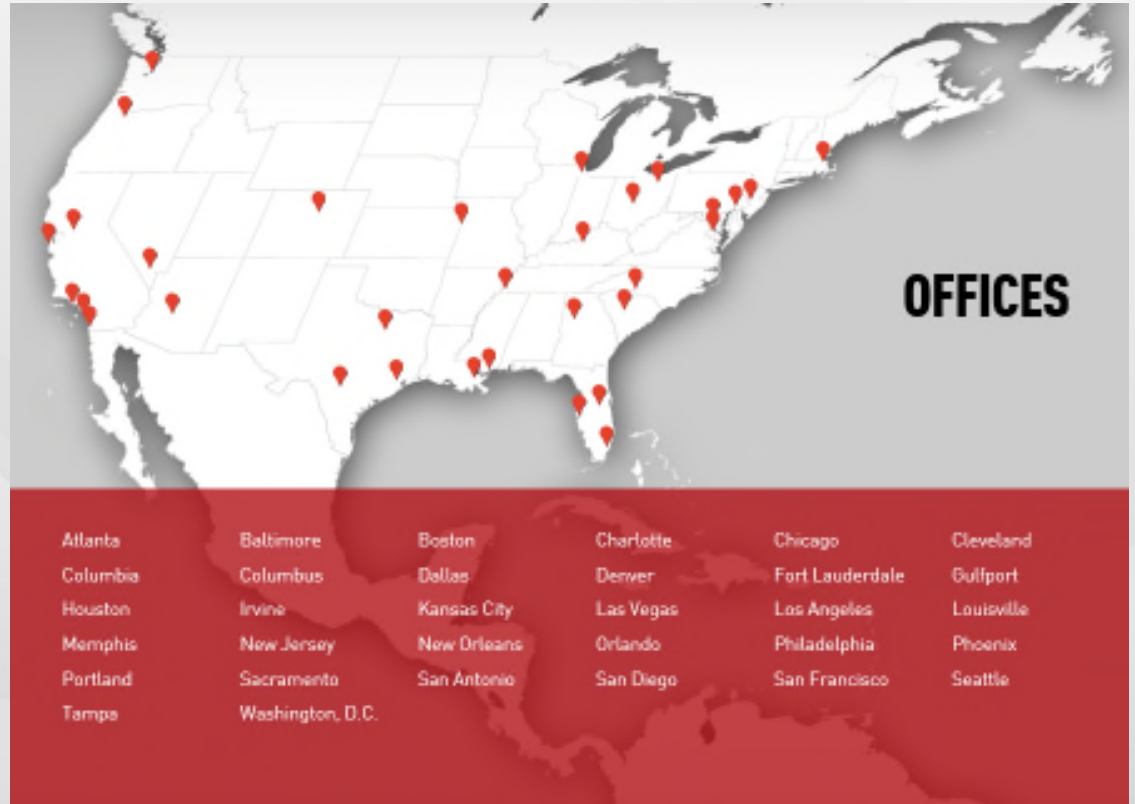 OFFICES
Atlanta Baltimore Boston Charlotte Chicago Cleveland
Columbia Columbus Dallas Denver Fort Lauderdale Gulfport
Houston Irvine Kansas City Las Vegas Los Angeles Louisville
Memphis New Jersey New Orleans Orlando Philadelphia Phoenix
Portland Sacramento San Antonio San Diego San Francisco Seattle
Tampa Washington, D.C.